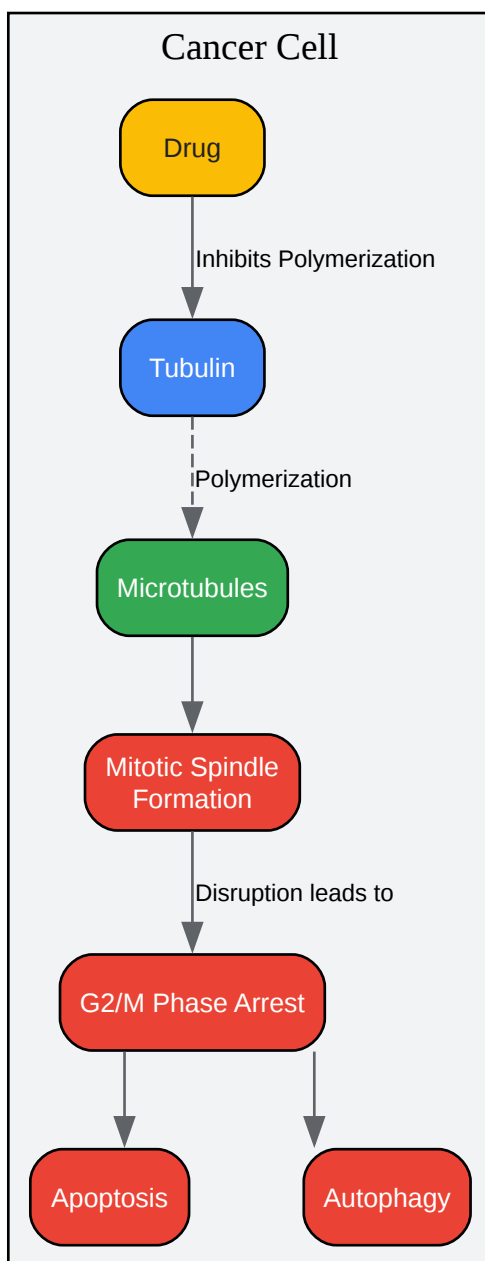 Cancer Cell
Drug
Inhibits Polymerization
Tubulin
Polymerization
Microtubules
Mitotic Spindle
Formation
Disruption leads to
G2/M Phase Arrest
Apoptosis
Autophagy